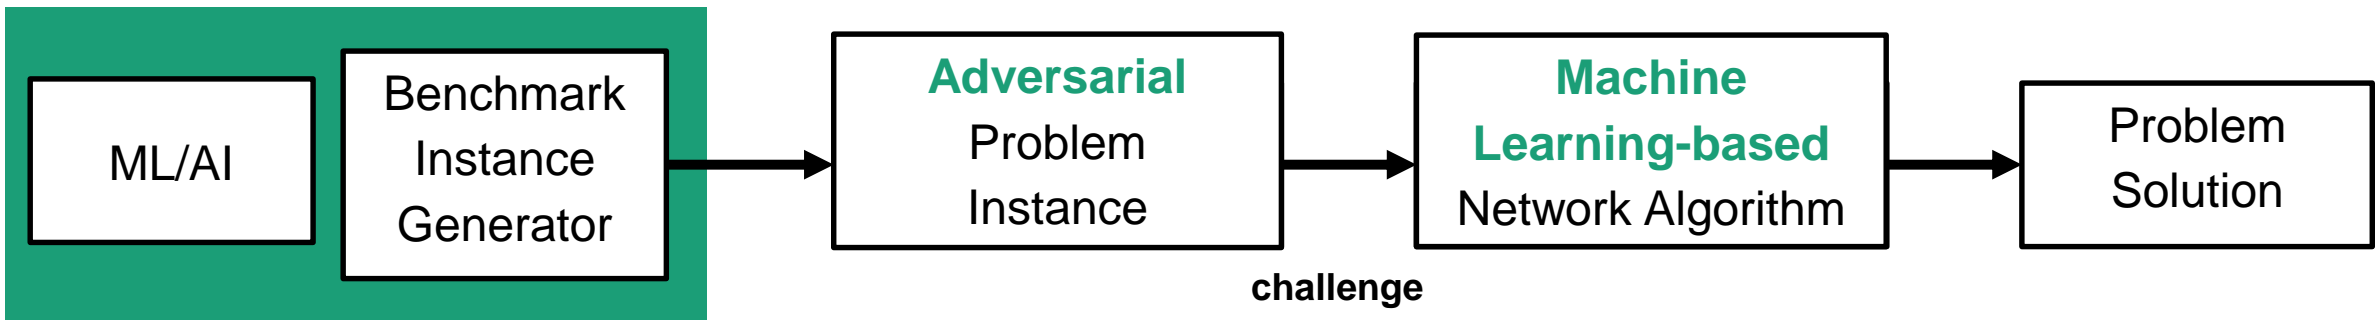 ML/AI
Benchmark
Instance
Generator
Adversarial
Problem
Instance
challenge
Machine
Learning-based
Network Algorithm
Problem
Solution